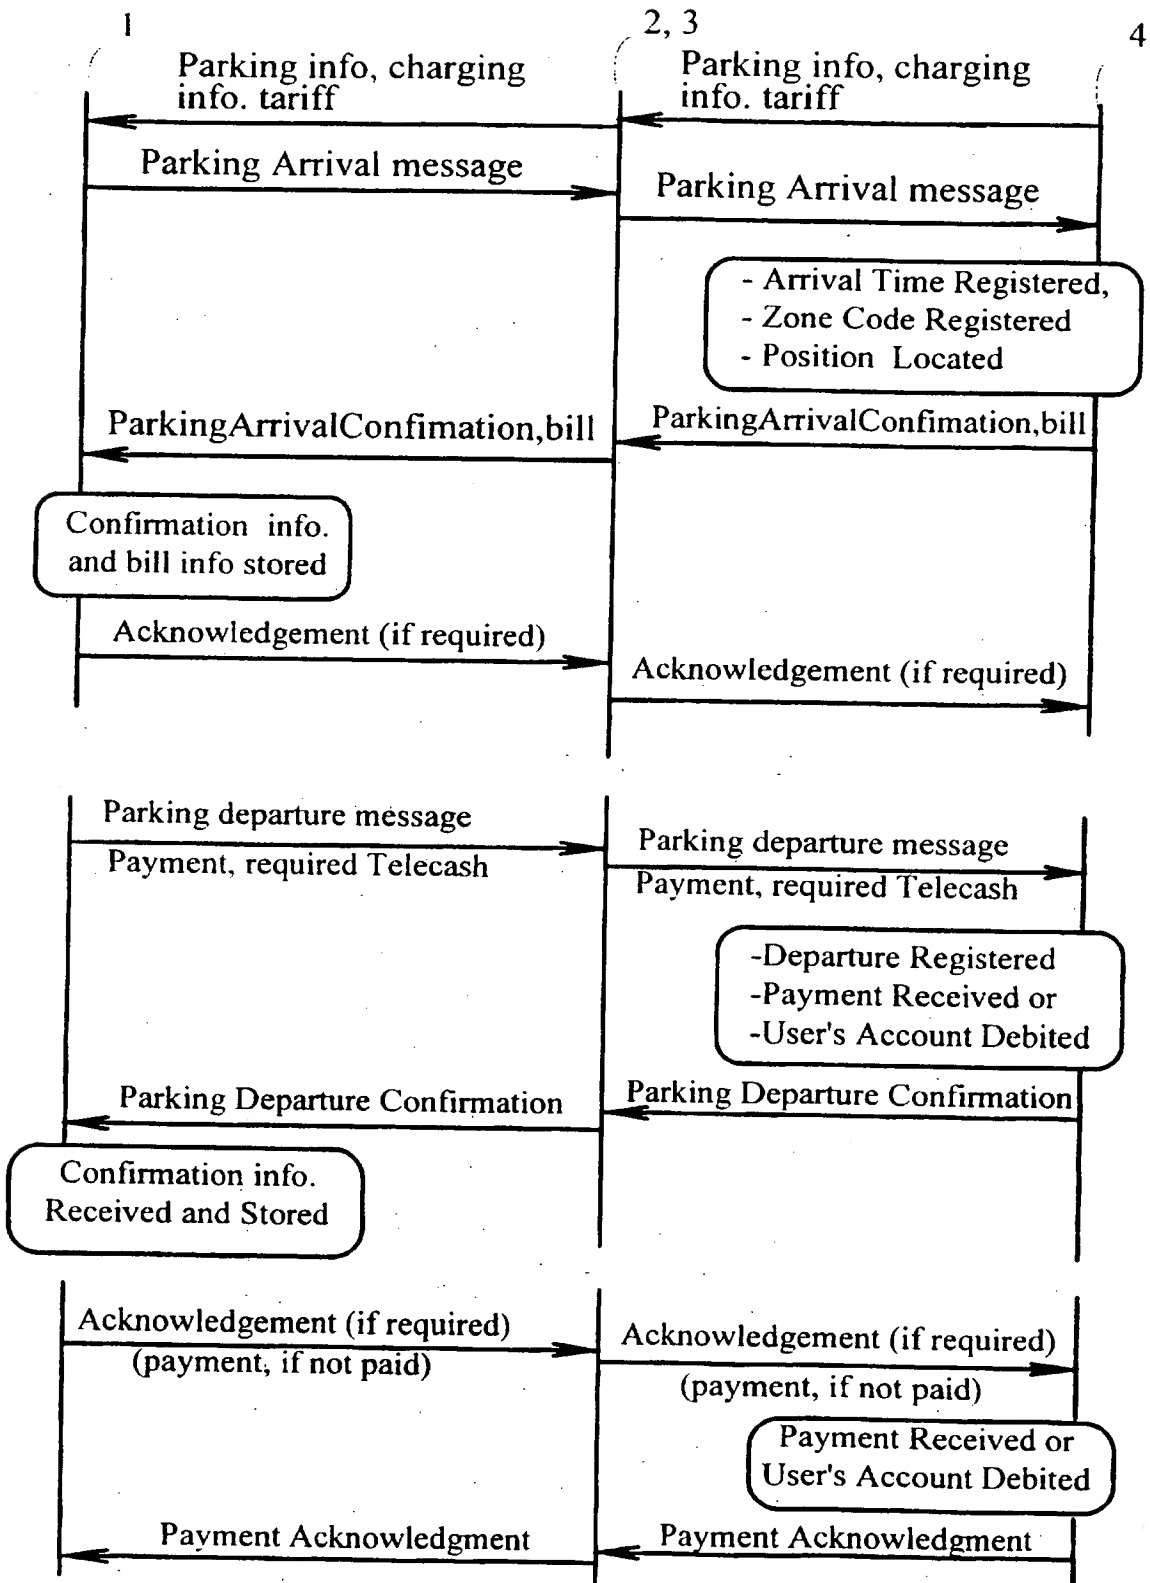 1
2, 3
4
Parking info, charging
info. tariff
Parking info, charging
info. tariff
Parking Arrival message
Parking Arrival message
- Arrival Time Registered,
- Zone Code Registered
- Position Located
ParkingArrivalConfimation,bill
ParkingArrivalConfimation,bill
Confirmation info.
and bill info stored
Acknowledgement (if required)
Acknowledgement (if required)
Parking departure message
Payment, required Telecash
Parking departure message
Payment, required Telecash
-Departure Registered
-Payment Received or
-User's Account Debited
Parking Departure Confirmation
Parking Departure Confirmation
Confirmation info.
Received and Stored
Acknowledgement (if required)
(payment, if not paid)
Acknowledgement (if required)
(payment, if not paid)
Payment Received or
User's Account Debited
Payment Acknowledgment
Payment Acknowledgment